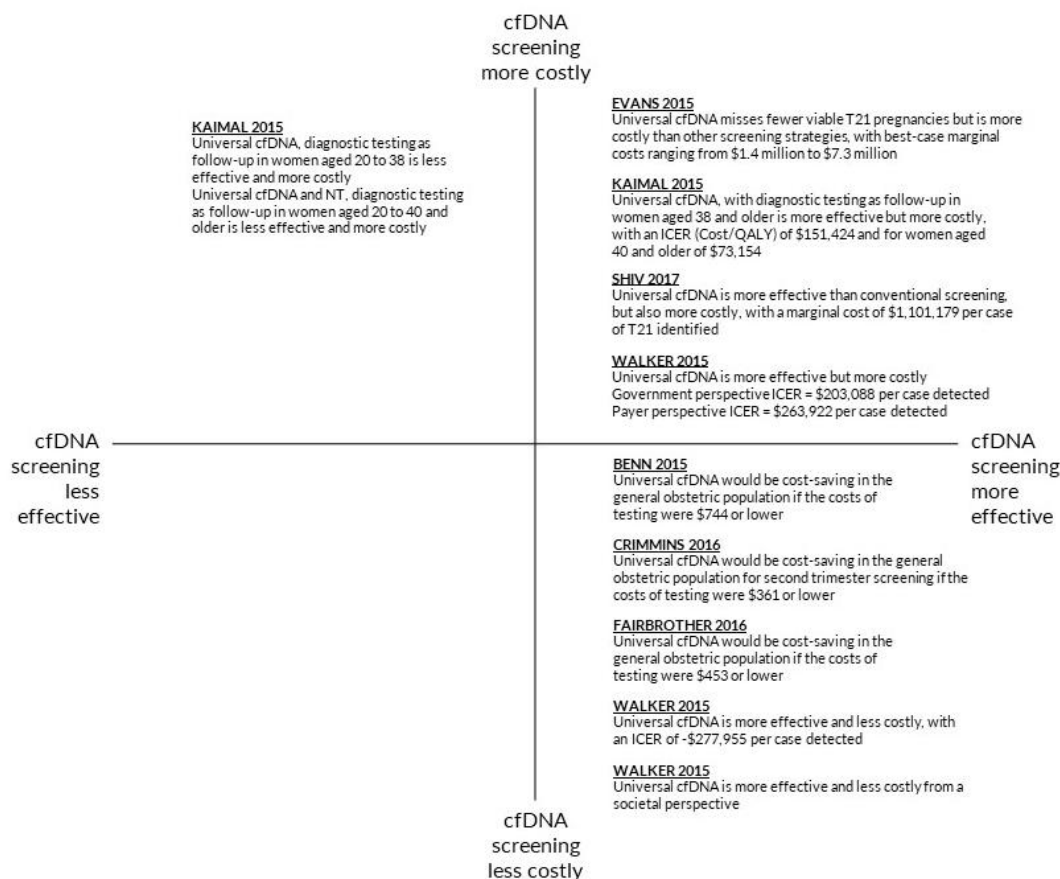 cfDNA
screening
more costly
KAIMAL 2015
Universal cfDNA, diagnostic testing as
follow-up in women aged 20 to 38 is less
effective and more costly
Universal cfDNA and NT, diagnostic testing
as follow-up in women aged 20 to 40 and
older is less effective and more costly
EVANS 2015
Universal cfDNA misses fewer viable T21 pregnancies but is more
costly than other screening strategies, with best-case marginal
costs ranging from $1.4 million to $7.3 million
KAIMAL 2015
Universal cfDNA, with diagnostic testing as follow-up in
women aged 38 and older is more effective but more costly,
with an ICER (Cost/QALY) of $151,424 and for women aged
40 and older of $73,154
SHIV 2017
Universal cfDNA is more effective than conventional screening,
but also more costly, with a marginal cost of $1,101,179 per case
of T21 identified
WALKER 2015
Universal cfDNA is more effective but more costly
Government perspective ICER = $203,088 per case detected
Payer perspective ICER = $263,922 per case detected
cfDNA
screening
less
effective
cfDNA
screening
more
effective
BENN 2015
Universal cfDNA would be cost-saving in the
general obstetric population if the costs of
testing were $744 or lower
CRIMMINS 2016
Universal cfDNA would be cost-saving in the general
obstetric population for second trimester screening if the
costs of testing were $361 or lower
FAIRBROTHER 2016
Universal cfDNA would be cost-saving in the
general obstetric population if the costs of
testing were $453 or lower
WALKER 2015
Universal cfDNA is more effective and less costly, with
an ICER of -$277,955 per case detected
WALKER 2015
Universal cfDNA is more effective and less costly from a
societal perspective
cfDNA
screening
less costly